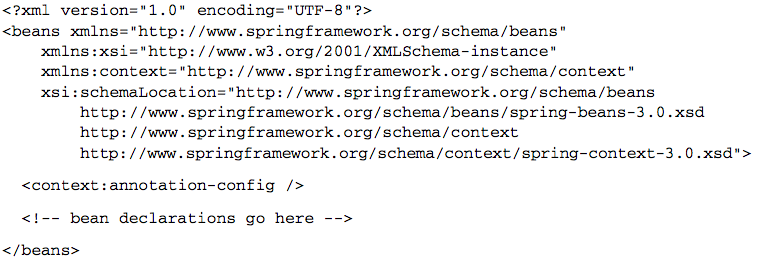 <?xml version="1.0" encoding="UTF-8"?>
<beans xmlns="http://www.springframework.org/schema/beans"
    xmlns:xsi="http://www.w3.org/2001/XMLSchema-instance"
    xmlns:context="http://www.springframework.org/schema/context"
    xsi:schemaLocation="http://www.springframework.org/schema/beans
        http://www.springframework.org/schema/beans/spring-beans-3.0.xsd
        http://www.springframework.org/schema/context
        http://www.springframework.org/schema/context/spring-context-3.0.xsd">
  <context:annotation-config />
  <!-- bean declarations go here -->
</beans>